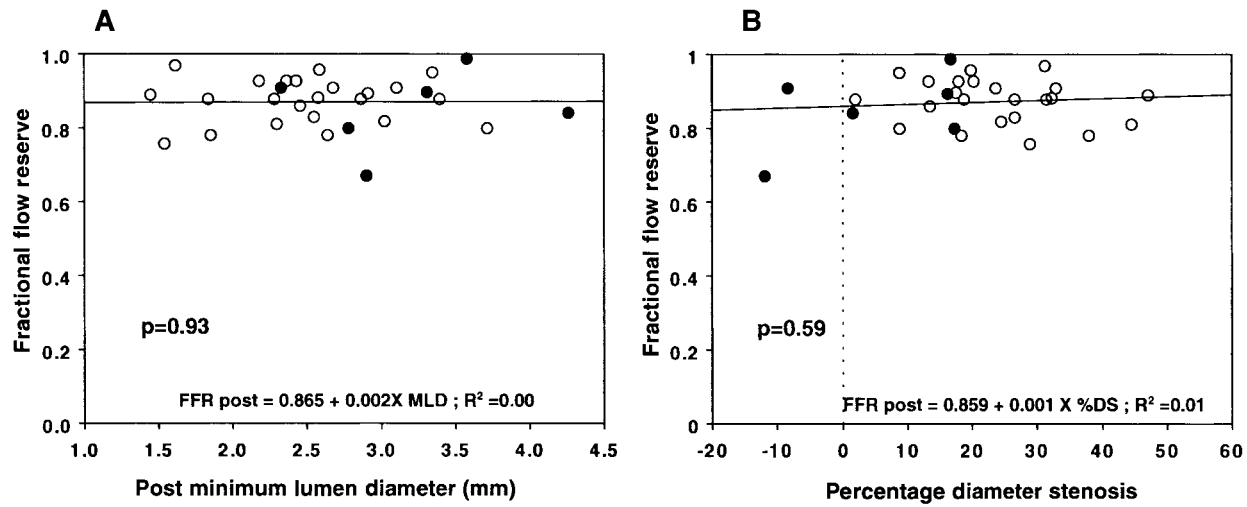 A
Fractional flow reserve
1.0
0.8
0.6
0.4
0.2
0.0
p=0.93
FFR post = 0.865 + 0.002X MLD ; R² =0.00
1.0 1.5 2.0 2.5 3.0 3.5 4.0 4.5
Post minimum lumen diameter (mm)
B
Fractional flow reserve
1
0.8
0.6
0.4
0.2
0
p=0.59
FFR post = 0.859 + 0.001 X %DS ; R² =0.01
-20 -10 0 10 20 30 40 50 60
Percentage diameter stenosis